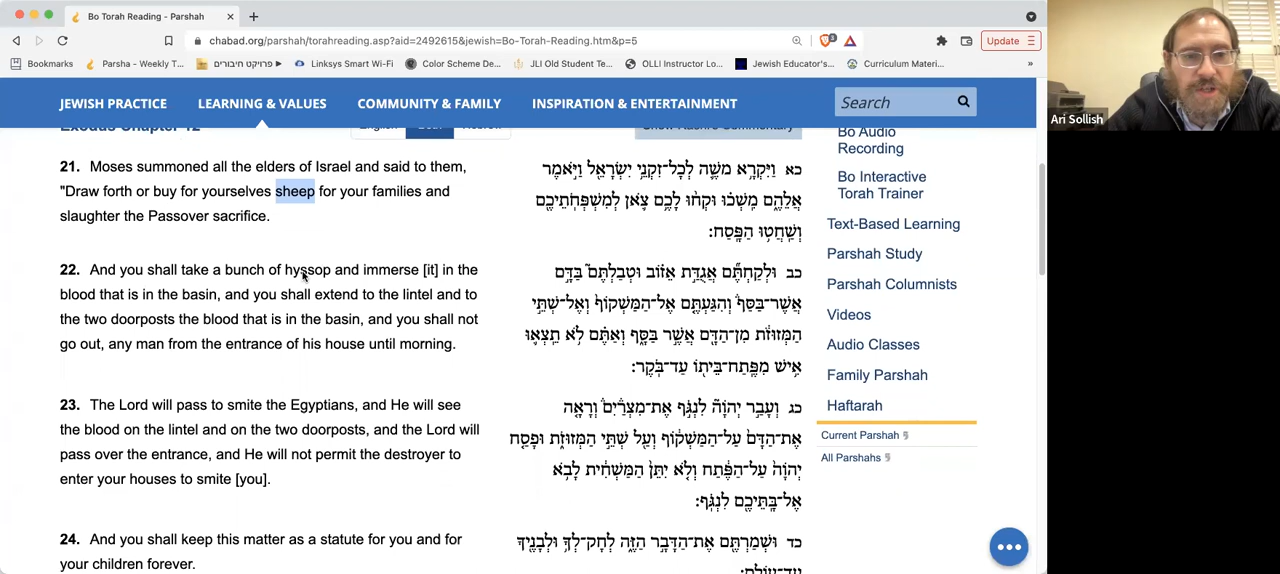 Bo Torah Reading - Parshah
chabad.org/parshah/torahreading.asp?aid=2492615&jewish=Bo-Torah-Reading.htm&p=5
3
Update
Bookmarks
Parsha - Weekly T...
פרויקט חיבורים - ...
Linksys Smart Wi-Fi
Color Scheme De...
JLI Old Student Te...
OLLI Instructor Lo...
Jewish Educator's...
Curriculum Materi...
»
JEWISH PRACTICE
LEARNING & VALUES
COMMUNITY & FAMILY
INSPIRATION & ENTERTAINMENT
Search
Exodus Chapter 12
21. Moses summoned all the elders of Israel and said to them,
"Draw forth or buy for yourselves sheep for your families and
slaughter the Passover sacrifice.
כא וַיִּקְרָ֥א מֹשֶׁ֛ה לְכָל־זִקְנֵ֥י יִשְׂרָאֵ֖ל וַיֹּ֣אמֶר
אֲלֵהֶ֑ם מִֽשְׁכ֗וּ וּקְח֨וּ לָכֶ֥ם צֹ֛אן לְמִשְׁפְּחֹתֵיכֶ֖ם
וְשַֽׁחֲט֥וּ הַפָּֽסַח:
22. And you shall take a bunch of hyssop and immerse [it] in the
blood that is in the basin, and you shall extend to the lintel and to
the two doorposts the blood that is in the basin, and you shall not
go out, any man from the entrance of his house until morning.
כב וּלְקַחְתֶּ֞ם אֲגֻדַּ֣ת אֵז֗וֹב וּטְבַלְתֶּם֘ בַּדָּ֣ם
אֲשֶׁר־בַּסַּף֒ וְהִגַּעְתֶּ֤ם אֶל־הַמַּשְׁקוֹף֙ וְאֶל־שְׁתֵּ֣י
הַמְּזוּזֹ֔ת מִן־הַדָּ֖ם אֲשֶׁ֣ר בַּסָּ֑ף וְאַתֶּ֗ם לֹ֥א תֵֽצְא֛וּ
אִ֥ישׁ מִפֶּֽתַח־בֵּית֖וֹ עַד־בֹּֽקֶר:
23. The Lord will pass to smite the Egyptians, and He will see
the blood on the lintel and on the two doorposts, and the Lord will
pass over the entrance, and He will not permit the destroyer to
enter your houses to smite [you].
כג וְעָבַ֣ר יְהוָֹה֘ לִנְגֹּ֣ף אֶת־מִצְרַ֒יִם֒ וְרָאָ֤ה
אֶת־הַדָּם֙ עַל־הַמַּשְׁק֔וֹף וְעַ֖ל שְׁתֵּ֣י הַמְּזוּזֹ֑ת וּפָסַ֤ח
יְהוָֹה֙ עַל־הַפֶּ֔תַח וְלֹ֤א יִתֵּן֙ הַמַּשְׁחִ֔ית לָבֹ֥א
אֶל־בָּֽתֵּיכֶ֖ם לִנְגֹּֽף:
24. And you shall keep this matter as a statute for you and for
your children forever.
כד וּשְׁמַרְתֶּ֖ם אֶת־הַדָּבָ֣ר הַזֶּ֑ה לְחָק־לְךָ֥ וּלְבָנֶ֖יךָ
עַד־עוֹלָֽם:
Bo Audio
Recording
Bo Interactive
Torah Trainer
Text-Based Learning
Parshah Study
Parshah Columnists
Videos
Audio Classes
Family Parshah
Haftarah
Current Parshah
All Parshahs
Ari Sollish